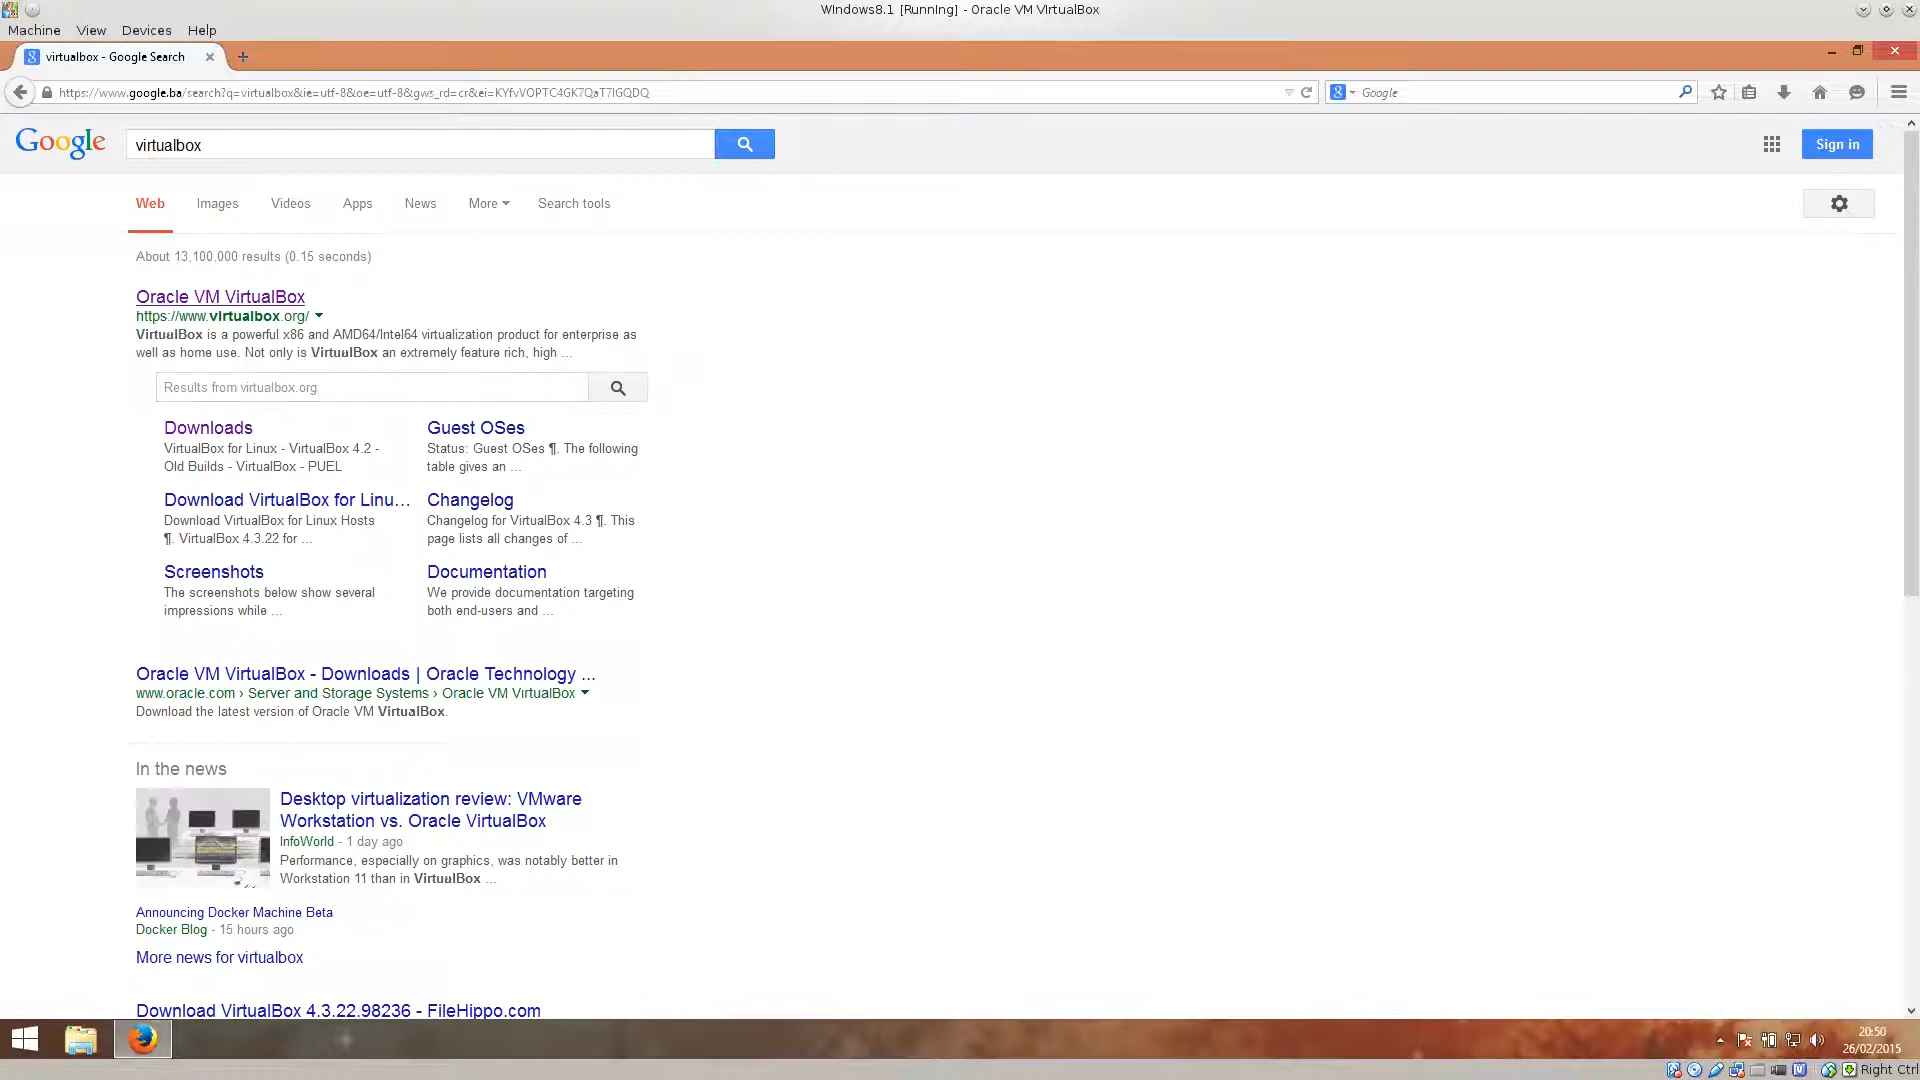 Windows8.1 [Running] - Oracle VM VirtualBox
Machine View Devices Help
virtualbox - Google Search
https://www.google.ba/search?q=virtualbox&ie=utf-8&oe=utf-8&gws_rd=cr&ei=KYfvVOPTC4GK7QaT7IGQDQ
Google
Google
virtualbox
Sign in
Web Images Videos Apps News More Search tools
About 13,100,000 results (0.15 seconds)
Oracle VM VirtualBox
https://www.virtualbox.org/
VirtualBox is a powerful x86 and AMD64/Intel64 virtualization product for enterprise as
well as home use. Not only is VirtualBox an extremely feature rich, high ...
Results from virtualbox.org
Downloads
VirtualBox for Linux - VirtualBox 4.2 -
Old Builds - VirtualBox - PUEL
Guest OSes
Status: Guest OSes ¶. The following
table gives an ...
Download VirtualBox for Linu...
Download VirtualBox for Linux Hosts
¶. VirtualBox 4.3.22 for ...
Changelog
Changelog for VirtualBox 4.3 ¶. This
page lists all changes of ...
Screenshots
The screenshots below show several
impressions while ...
Documentation
We provide documentation targeting
both end-users and ...
Oracle VM VirtualBox - Downloads | Oracle Technology ...
www.oracle.com › Server and Storage Systems › Oracle VM VirtualBox
Download the latest version of Oracle VM VirtualBox.
In the news
Desktop virtualization review: VMware
Workstation vs. Oracle VirtualBox
InfoWorld - 1 day ago
Performance, especially on graphics, was notably better in
Workstation 11 than in VirtualBox ...
Announcing Docker Machine Beta
Docker Blog - 15 hours ago
More news for virtualbox
Download VirtualBox 4.3.22.98236 - FileHippo.com
20:50
26/02/2015
Right Ctrl